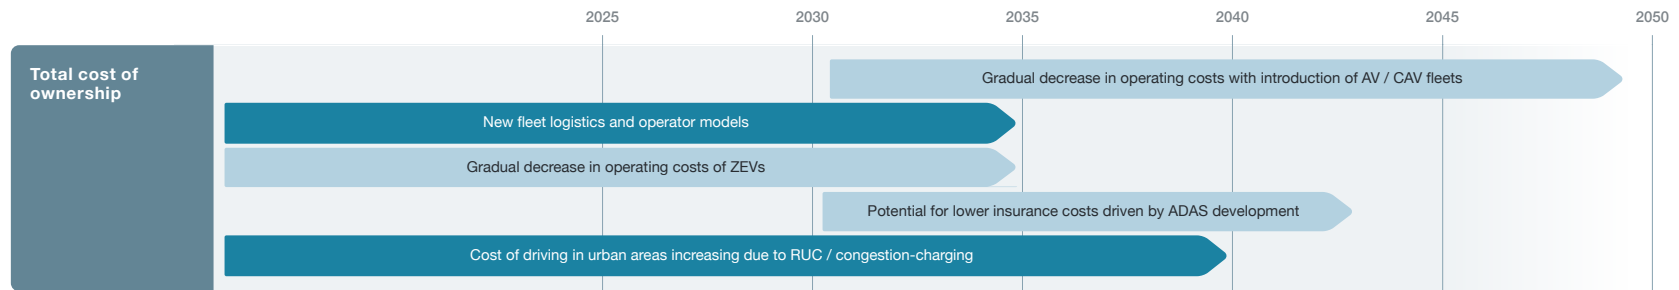 2025 2030 2035 2040 2045 2050
Total cost of
ownership
Gradual decrease in operating costs with introduction of AV / CAV fleets
New fleet logistics and operator models
Gradual decrease in operating costs of ZEVs
Potential for lower insurance costs driven by ADAS development
Cost of driving in urban areas increasing due to RUC / congestion-charging